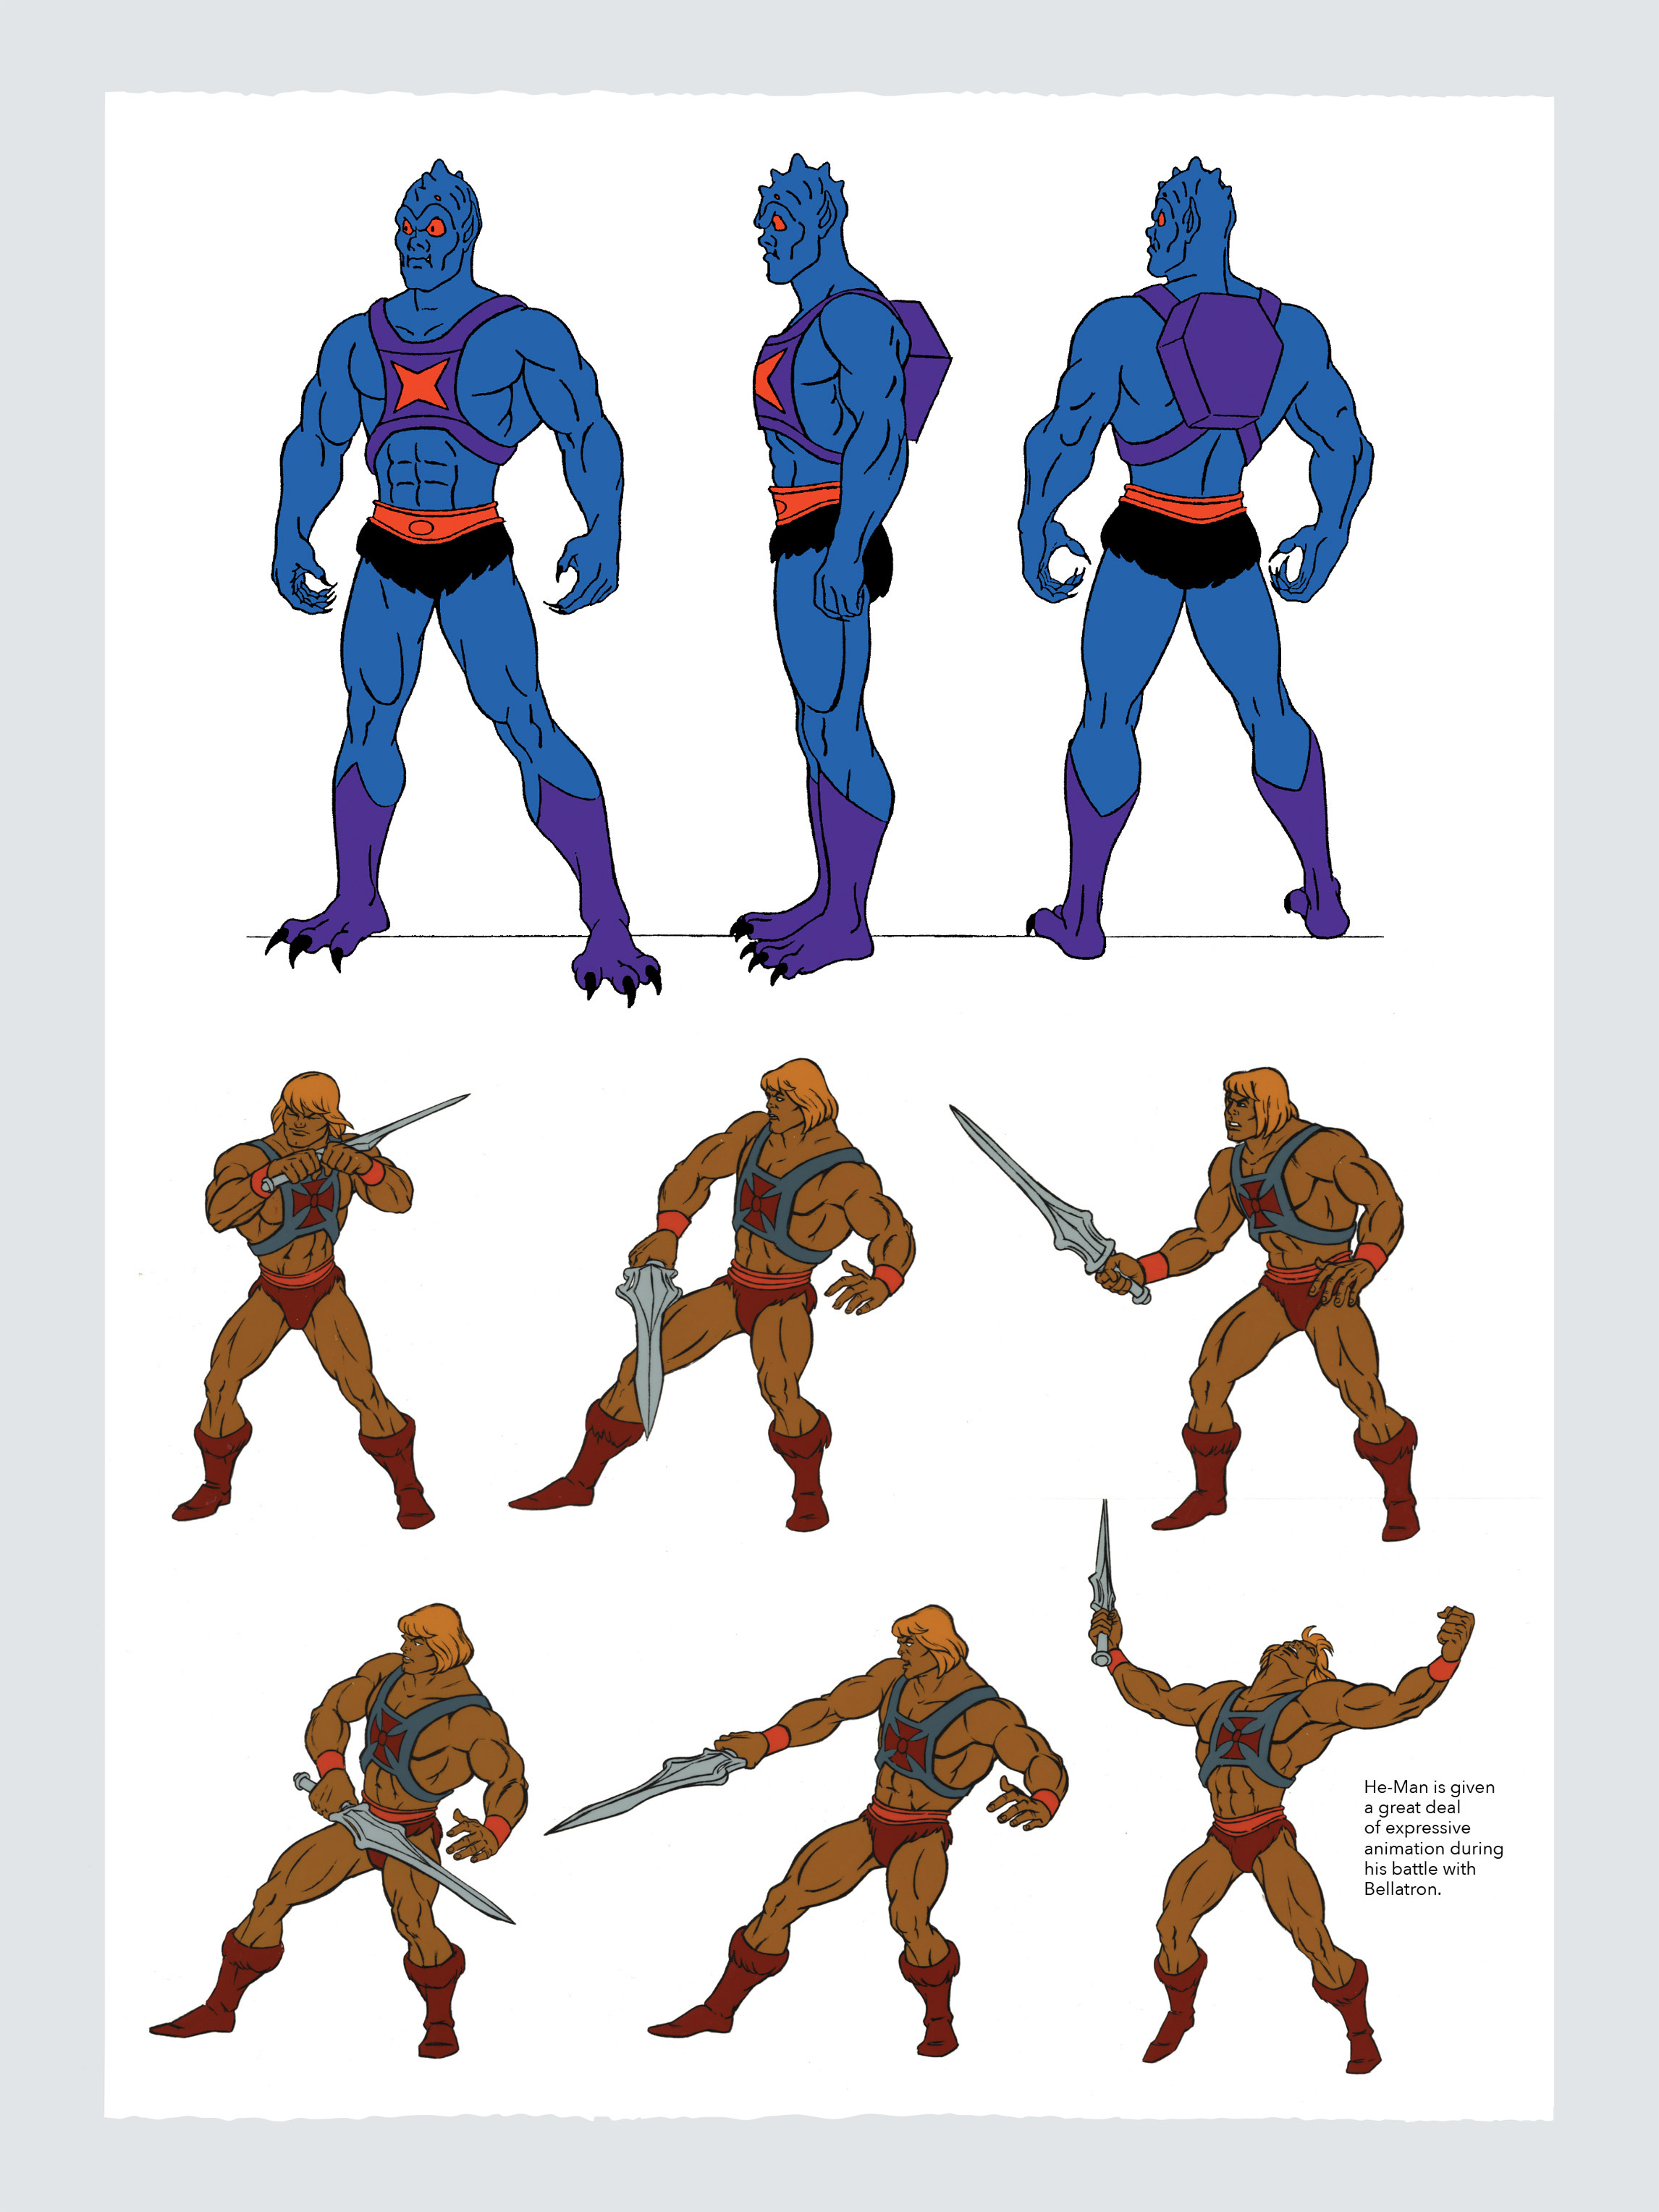 He-Man is given
a great deal
of expressive
animation during
his battle with
Bellatron.